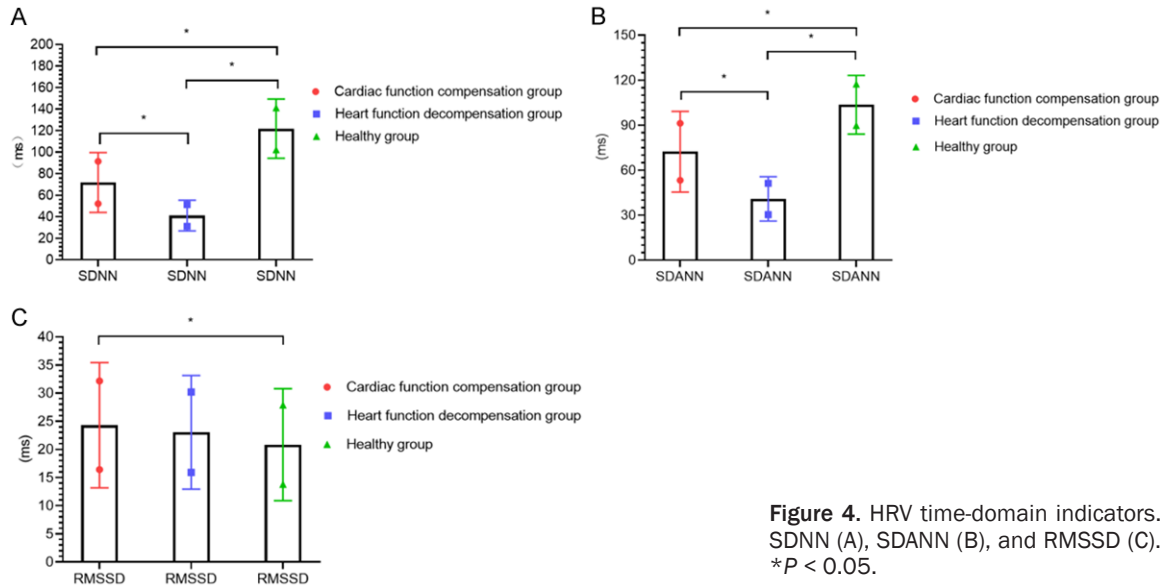 A
*
200
180
160
140
120
100
80
60
40
20
0
(ms)
*
*
SDNN SDNN SDNN
Cardiac function compensation group
Heart function decompensation group
Healthy group
B
*
150
120
90
60
30
0
(ms)
*
*
SDANN SDANN SDANN
Cardiac function compensation group
Heart function decompensation group
Healthy group
C
*
40
35
30
25
20
15
10
5
0
(ms)
RMSSD RMSSD RMSSD
Cardiac function compensation group
Heart function decompensation group
Healthy group
Figure 4. HRV time-domain indicators.
SDNN (A), SDANN (B), and RMSSD (C).
*P < 0.05.